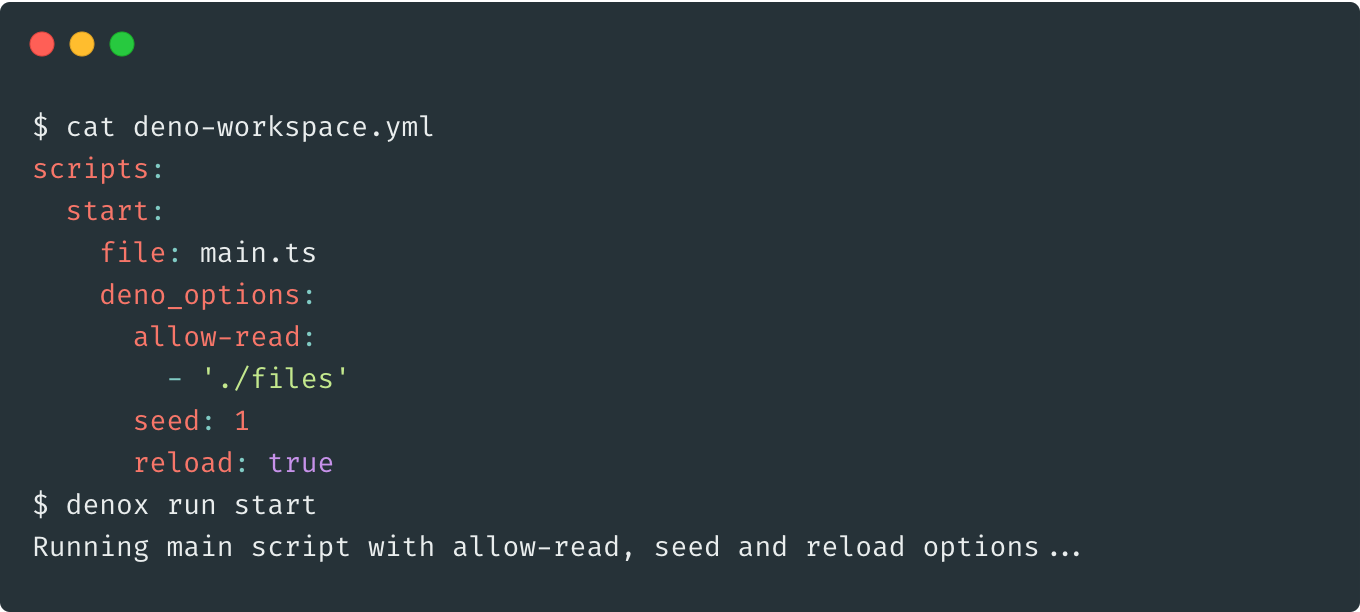 $ cat deno-workspace.yml
scripts:
  start:
    file: main.ts
    deno_options:
      allow-read:
        - './files'
      seed: 1
      reload: true
$ denox run start
Running main script with allow-read, seed and reload options...